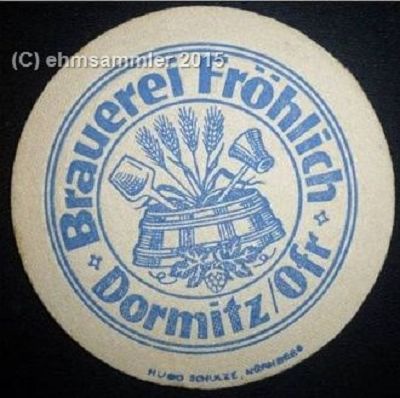 (C) ehmsammler 2015
Brauerei Fröhlich
Dormitz/Ofr
HUGO SCHULZE, NÜRNBERG